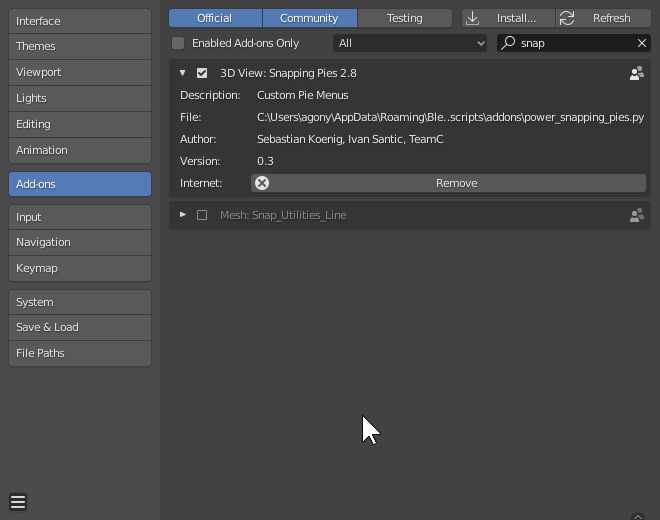 Interface
Themes
Viewport
Lights
Editing
Animation
Add-ons
Input
Navigation
Keymap
System
Save & Load
File Paths
Official Community Testing Install... Refresh
Enabled Add-ons Only All snap
3D View: Snapping Pies 2.8
Description: Custom Pie Menus
File: C:\Users\agony\AppData\Roaming\Ble..scripts\addons\power_snapping_pies.py
Author: Sebastian Koenig, Ivan Santic, TeamC
Version: 0.3
Internet: Remove
Mesh: Snap_Utilities_Line